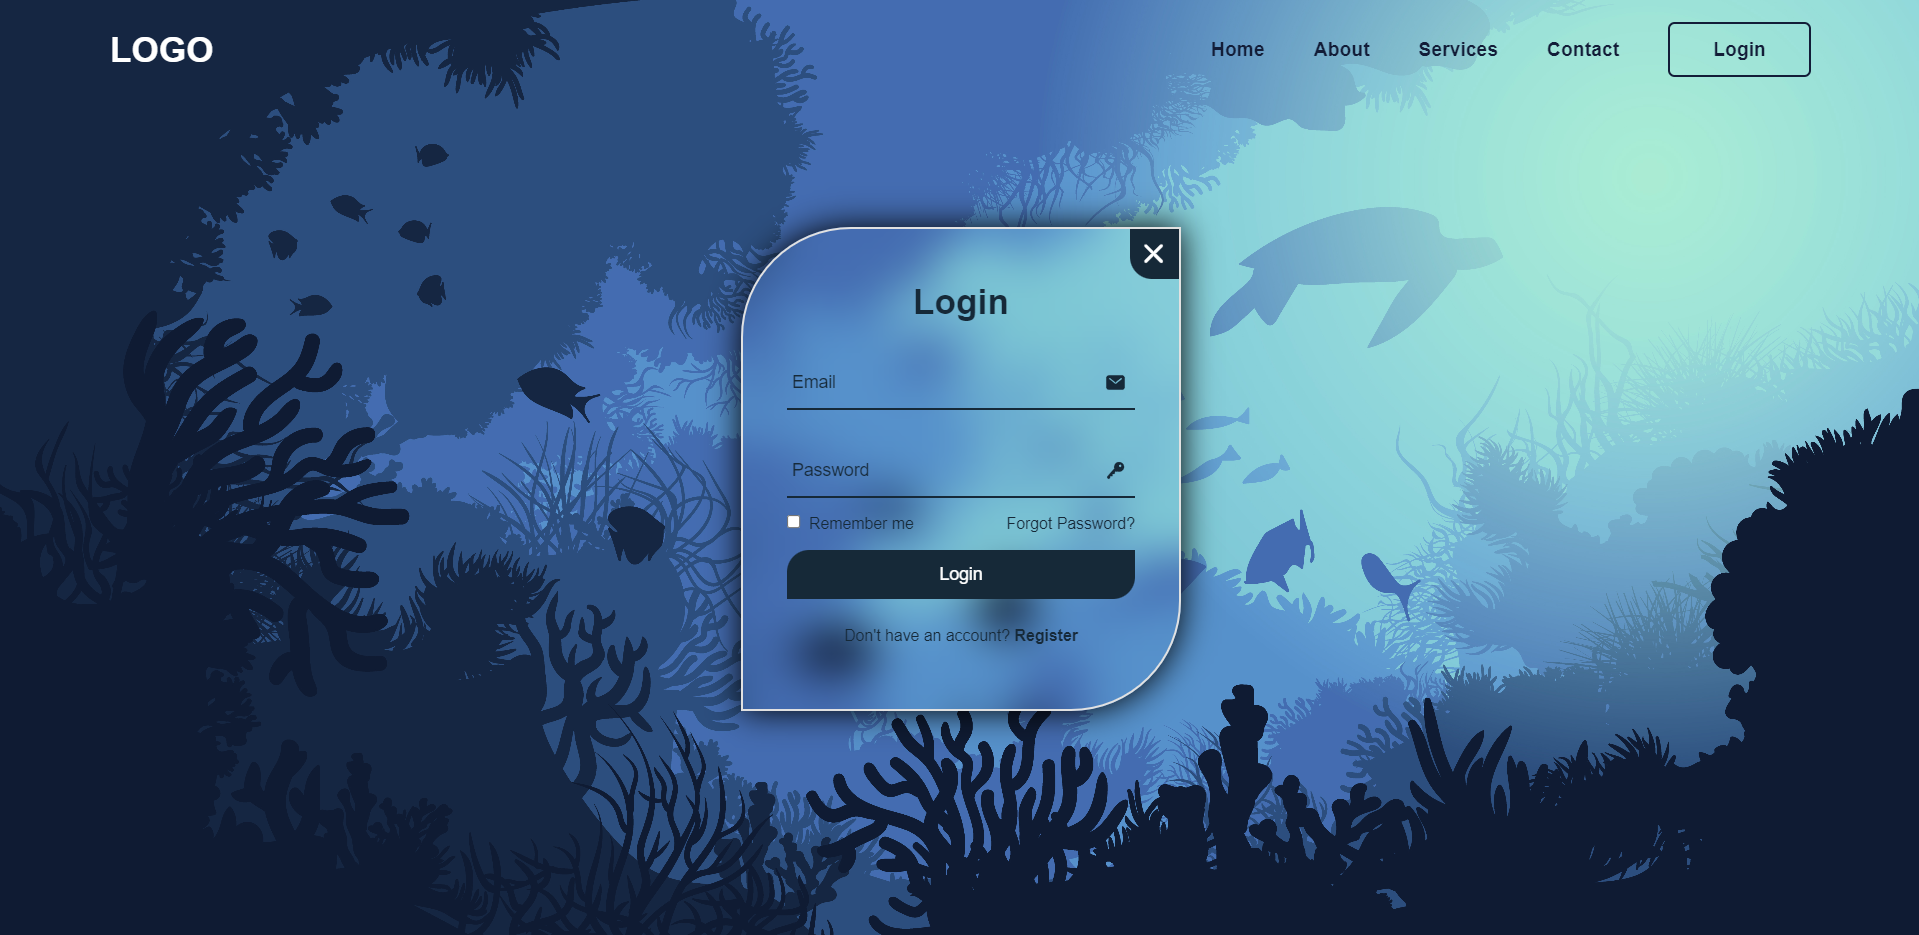 LOGO
Home About Services Contact Login
Login
Email
Password
Remember me Forgot Password?
Login
Don't have an account? Register